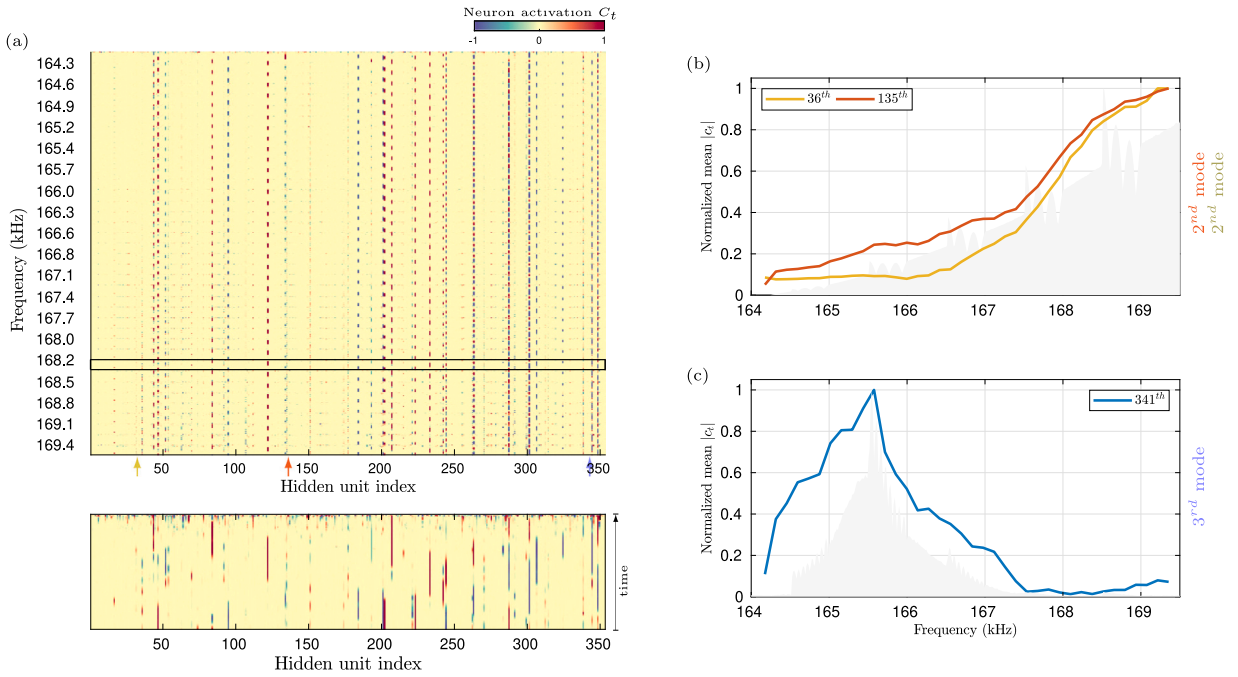 Neuron activation C_t
-1 0 1
(a)
164.3
164.6
164.9
165.2
165.4
165.7
166.0
166.3
166.6
166.8
167.1
167.4
167.7
168.0
168.2
168.5
168.8
169.1
169.4
Frequency (kHz)
50 100 150 200 250 300 350
Hidden unit index
time
50 100 150 200 250 300 350
Hidden unit index
(b)
36^th 135^th
1
0.8
0.6
0.4
0.2
0
Normalized mean |c_t|
164 165 166 167 168 169
2^nd mode
2^nd mode
(c)
341^th
1
0.8
0.6
0.4
0.2
0
Normalized mean |c_t|
164 165 166 167 168 169
Frequency (kHz)
3^rd mode